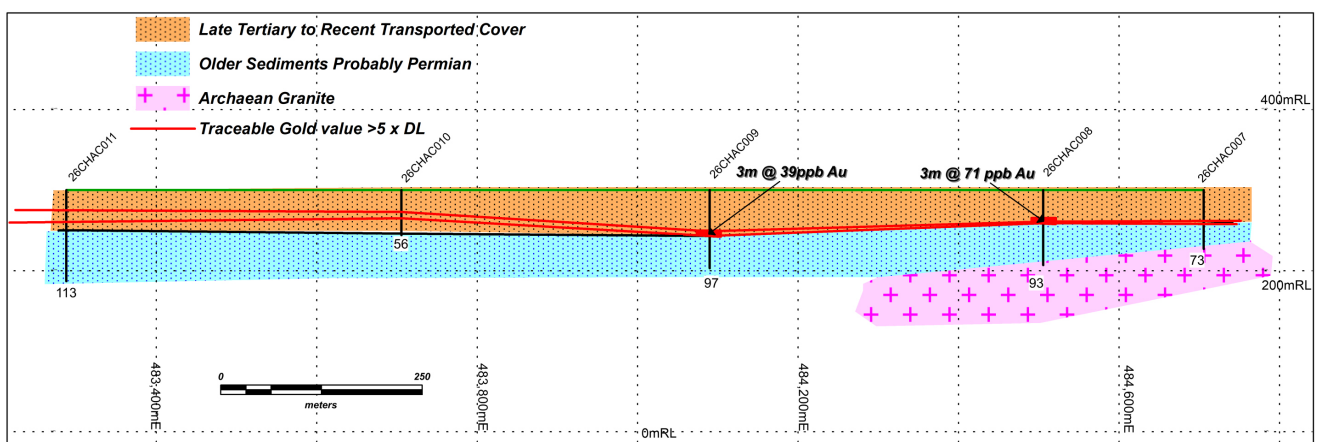 Late Tertiary to Recent Transported Cover
Older Sediments Probably Permian
Archaean Granite
Traceable Gold value >5 x DL
400mRL
26CHAC011
26CHAC010
26CHAC009
26CHAC008
26CHAC007
3m @ 39ppb Au
3m @ 71 ppb Au
56
73
97
93
113
200mRL
483,400mE
483,800mE
484,200mE
484,600mE
0
250
meters
0mRL